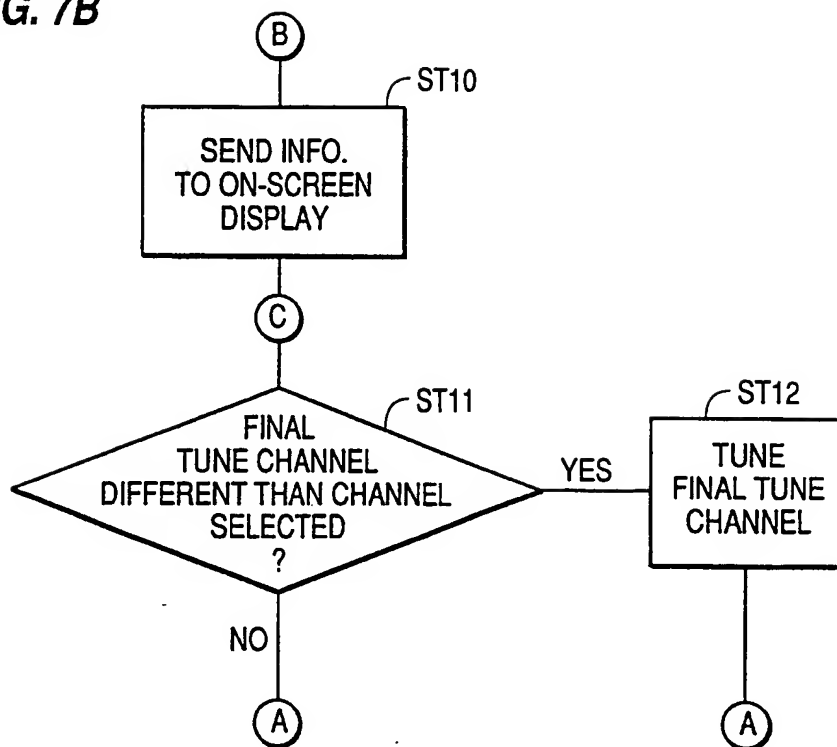 G. 7B
B
ST10
SEND INFO.
TO ON-SCREEN
DISPLAY
C
ST11
FINAL
TUNE CHANNEL
DIFFERENT THAN CHANNEL
SELECTED
?
YES
ST12
TUNE
FINAL TUNE
CHANNEL
NO
A
A